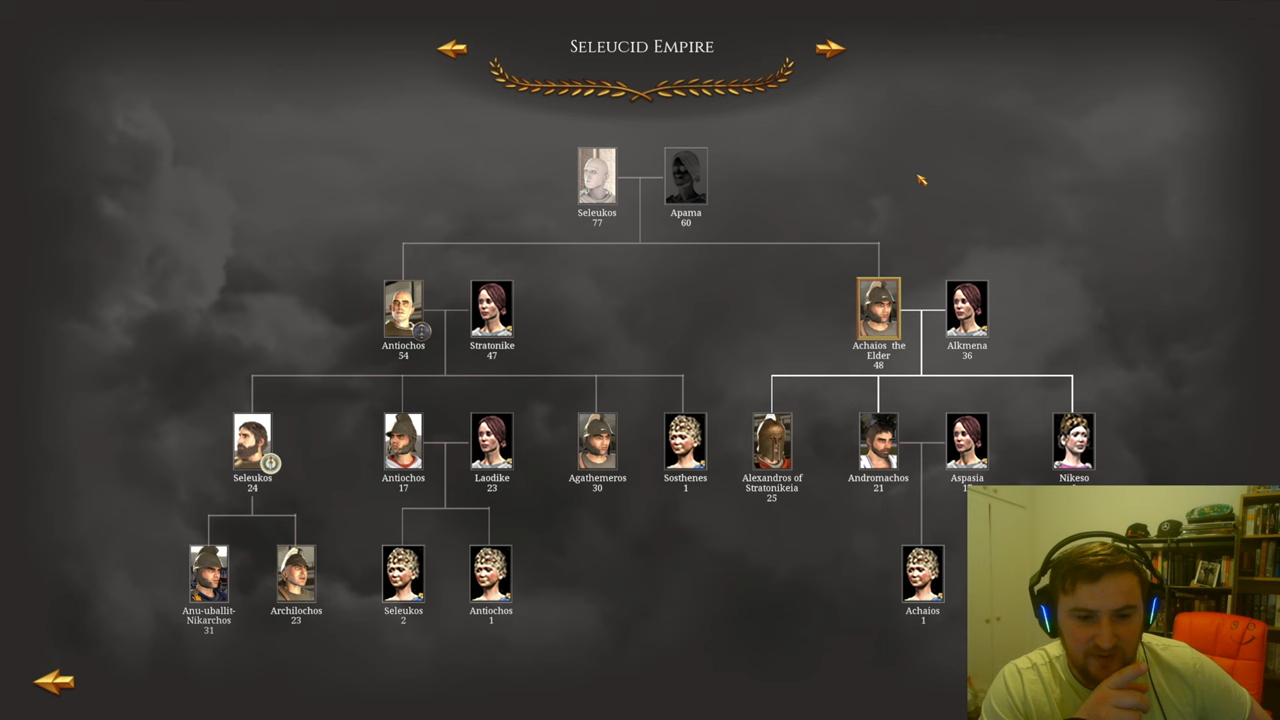 SELEUCID EMPIRE
Seleukos
77
Apama
60
Antiochos
54
Stratonike
47
Achaios the
Elder
48
Alkmena
36
Seleukos
24
Antiochos
17
Laodike
23
Agathemeros
30
Sosthenes
1
Alexandros of
Stratonikeia
25
Andromachos
21
Aspasia
Nikeso
Anu-uballit-
Nikarchos
31
Archilochos
23
Seleukos
2
Antiochos
1
Achaios
1